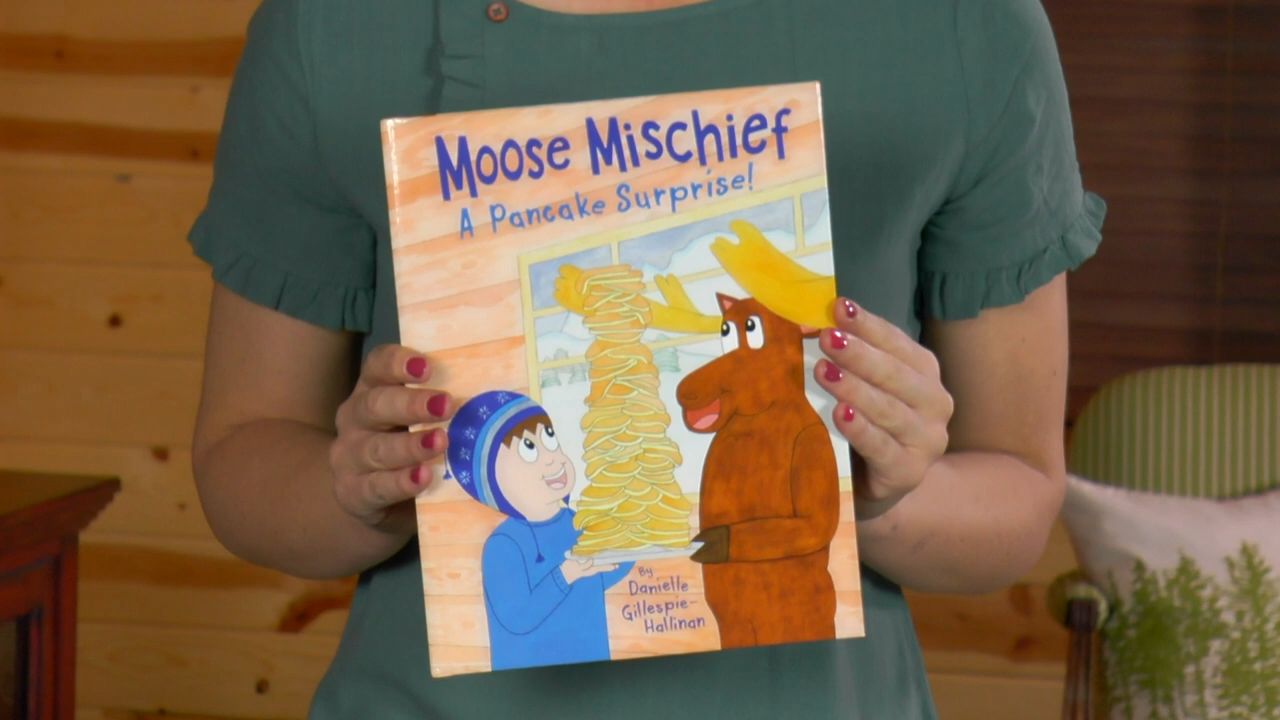 Moose Mischief
A Pancake Surprise!
By
Danielle
Gillespie-
Hallinan